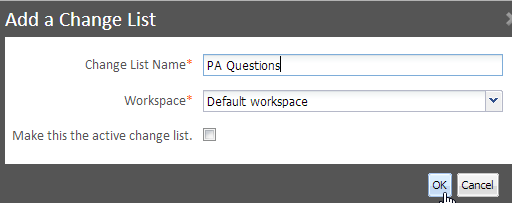 Add a Change List
Change List Name* PA Questions
Workspace* Default workspace
Make this the active change list.
OK Cancel